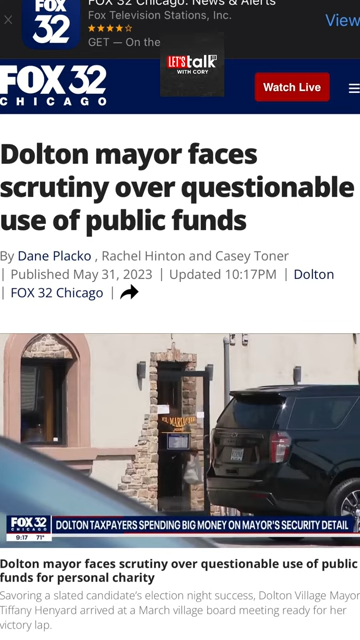 FOX 32 Chicago: News & Alerts
Fox Television Stations, Inc.
GET — On the
View
FOX
32
LET'S talk
WITH CORY
FOX 32
CHICAGO
Watch Live
Dolton mayor faces
scrutiny over questionable
use of public funds
By Dane Placko , Rachel Hinton and Casey Toner
| Published May 31, 2023 | Updated 10:17PM | Dolton
| FOX 32 Chicago |
FOX 32
CHICAGO
9:17 71°
DOLTON TAXPAYERS SPENDING BIG MONEY ON MAYOR'S SECURITY DETAIL
Dolton mayor faces scrutiny over questionable use of public
funds for personal charity
Savoring a slated candidate's election night success, Dolton Village Mayor
Tiffany Henyard arrived at a March village board meeting ready for her
victory lap.